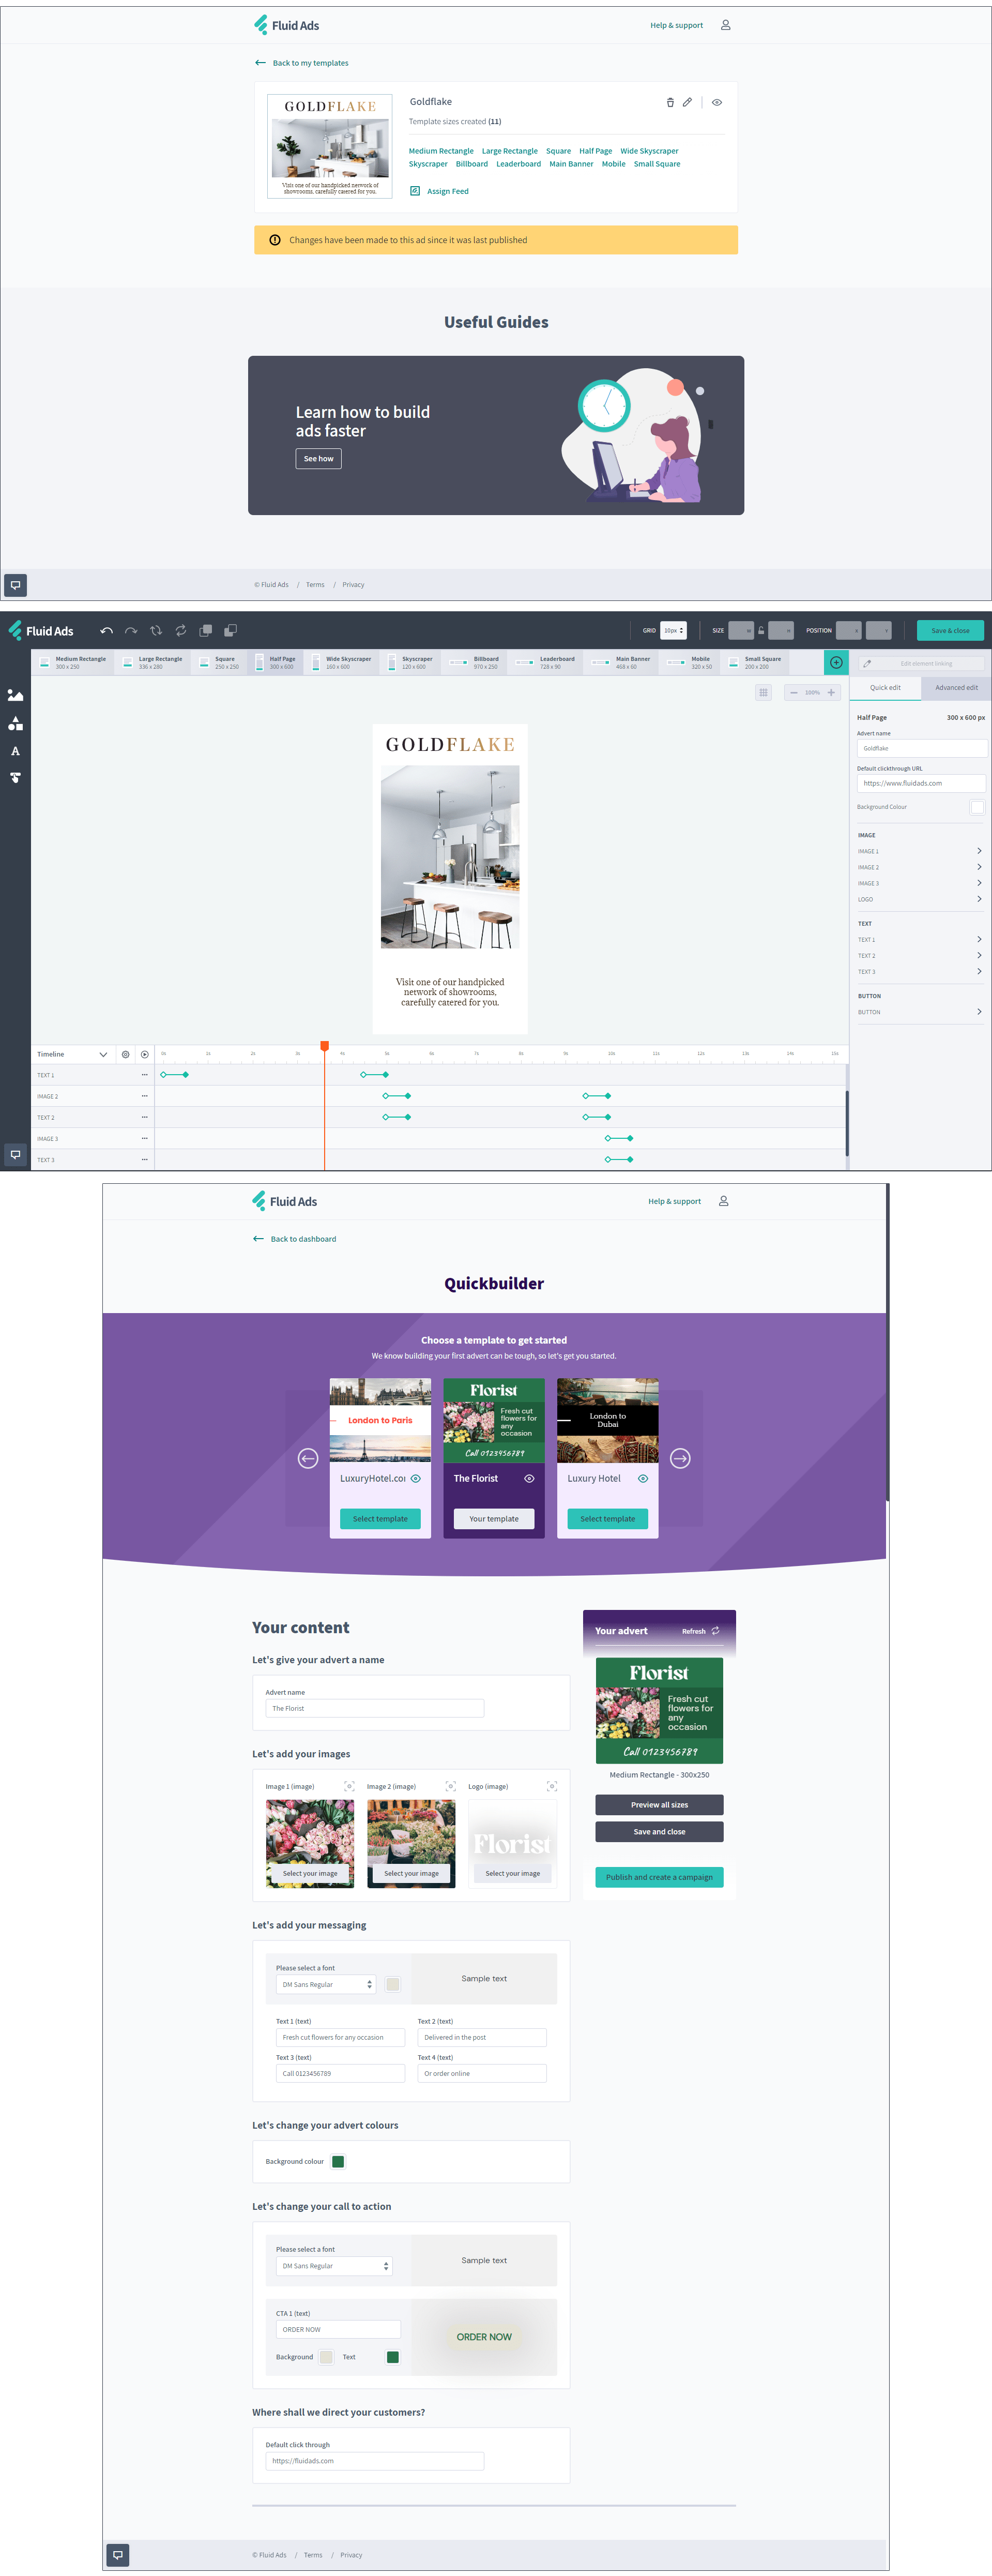 Fluid Ads
Help & support
Back to my templates
GOLDFLAKE
Visit one of our handpicked network of
showrooms, carefully catered for you.
Goldflake
Template sizes created (11)
Medium Rectangle Large Rectangle Square Half Page Wide Skyscraper
Skyscraper Billboard Leaderboard Main Banner Mobile Small Square
Assign Feed
Changes have been made to this ad since it was last published
Useful Guides
Learn how to build
ads faster
See how
© Fluid Ads / Terms / Privacy
Fluid Ads
GRID 10px SIZE W H POSITION X Y Save & close
Medium Rectangle Large Rectangle Square Half Page Wide Skyscraper Skyscraper Billboard Leaderboard Main Banner Mobile Small Square
300 x 250 336 x 280 250 x 250 300 x 600 160 x 600 120 x 600 970 x 250 728 x 90 468 x 60 320 x 50 200 x 200
Edit element linking
Quick edit Advanced edit
100%
Half Page 300 x 600 px
Advert name
Goldflake
Default clickthrough URL
https://www.fluidads.com
Background Colour
IMAGE
IMAGE 1
IMAGE 2
IMAGE 3
LOGO
TEXT
TEXT 1
TEXT 2
TEXT 3
BUTTON
BUTTON
GOLDFLAKE
Visit one of our handpicked
network of showrooms,
carefully catered for you.
Timeline 0s 1s 2s 3s 4s 5s 6s 7s 8s 9s 10s 11s 12s 13s 14s 15s
TEXT 1
IMAGE 2
TEXT 2
IMAGE 3
TEXT 3
Fluid Ads
Help & support
Back to dashboard
Quickbuilder
Choose a template to get started
We know building your first advert can be tough, so let's get you started.
London to Paris
LuxuryHotel.co
Select template
Florist
Fresh cut
flowers for
any
occasion
Call 0123456789
The Florist
Your template
London to
Dubai
Luxury Hotel
Select template
Your content
Let's give your advert a name
Advert name
The Florist
Let's add your images
Image 1 (image) Image 2 (image) Logo (image)
Florist
Select your image Select your image Select your image
Your advert Refresh
Florist
Fresh cut
flowers for
any
occasion
Call 0123456789
Medium Rectangle - 300x250
Preview all sizes
Save and close
Publish and create a campaign
Let's add your messaging
Please select a font
DM Sans Regular
Sample text
Text 1 (text) Text 2 (text)
Fresh cut flowers for any occasion Delivered in the post
Text 3 (text) Text 4 (text)
Call 0123456789 Or order online
Let's change your advert colours
Background colour
Let's change your call to action
Please select a font
DM Sans Regular
Sample text
CTA 1 (text)
ORDER NOW
Background Text
ORDER NOW
Where shall we direct your customers?
Default click through
https://fluidads.com
© Fluid Ads / Terms / Privacy